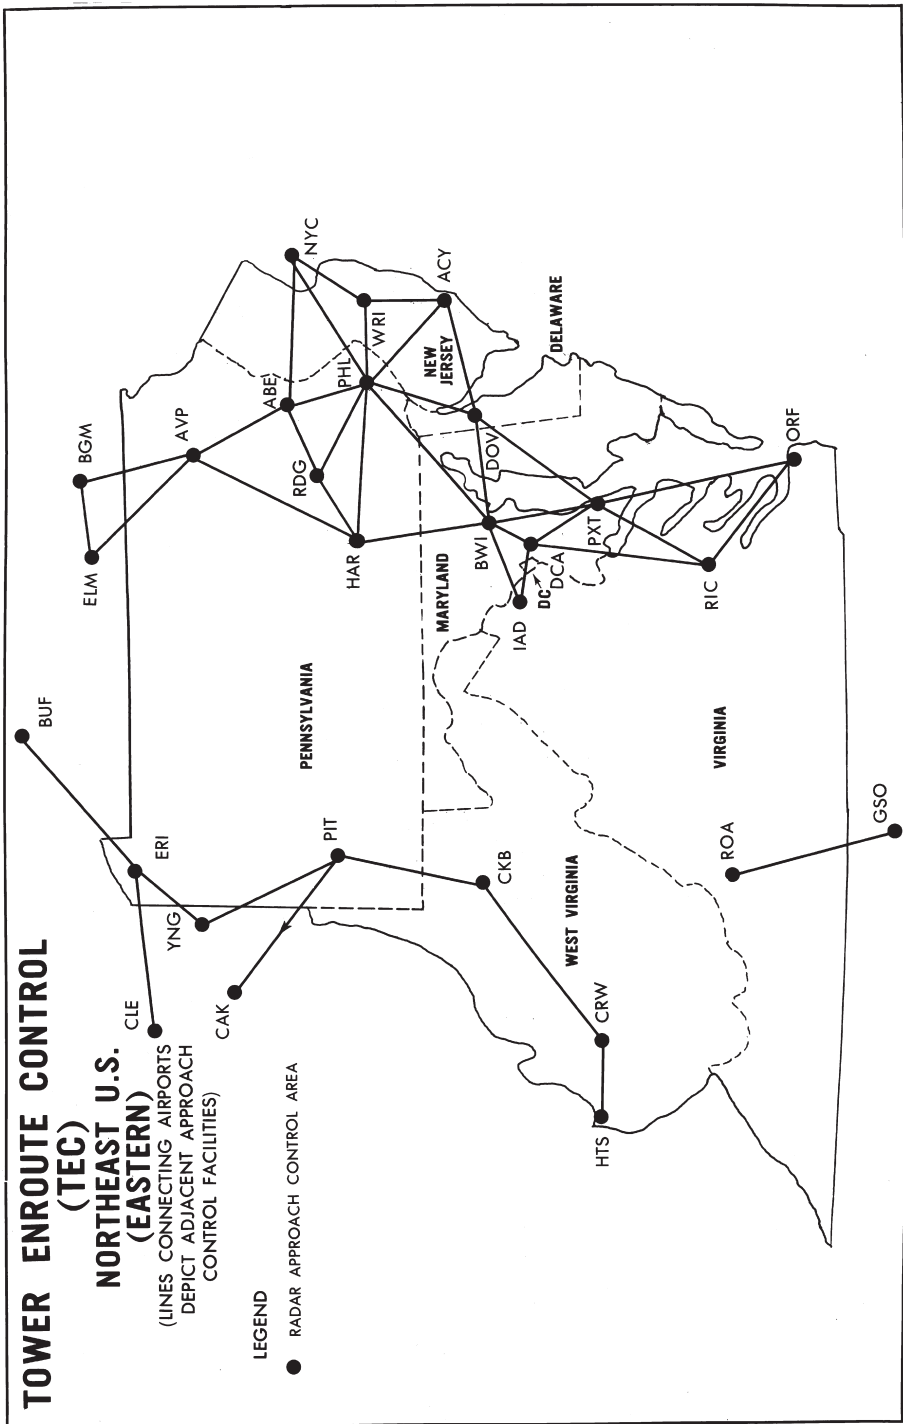 TOWER ENROUTE CONTROL
(TEC)
NORTHEAST U.S.
(EASTERN)
(LINES CONNECTING AIRPORTS
DEPICT ADJACENT APPROACH
CONTROL FACILITIES)
LEGEND
RADAR APPROACH CONTROL AREA
BUF
ELM
BGM
AVP
ERI
YNG
CLE
CAK
PIT
PENNSYLVANIA
HAR
RDG
ABE
PHL
NYC
WRI
ACY
NEW
JERSEY
DELAWARE
DOV
MARYLAND
BWI
IAD
DC
DCA
PXT
RIC
ORF
CKB
WEST VIRGINIA
CRW
HTS
VIRGINIA
ROA
GSO